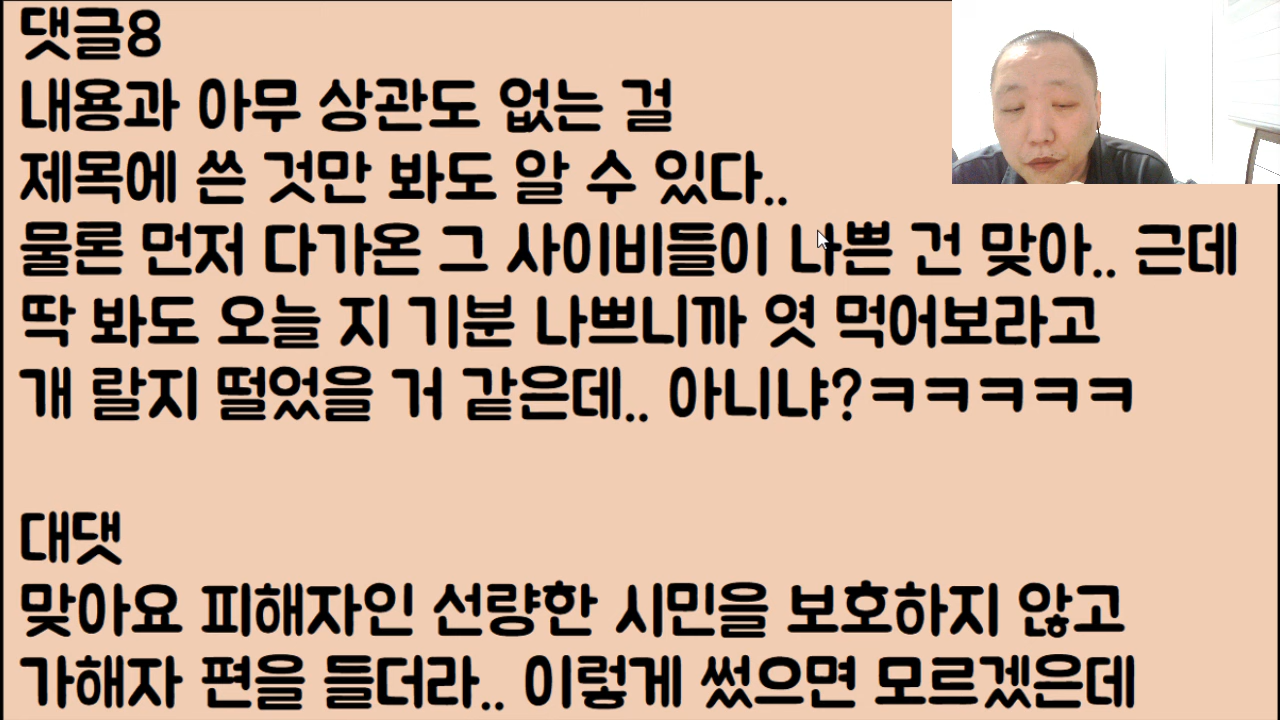 댓글8
내용과 아무 상관도 없는 걸
제목에 쓴 것만 봐도 알 수 있다..
물론 먼저 다가온 그 사이비들이 나쁜 건 맞아.. 근데
딱 봐도 오늘 지 기분 나쁘니까 엿 먹어보라고
개 랄지 떨었을 거 같은데.. 아니냐?ㅋㅋㅋㅋㅋ
대댓
맞아요 피해자인 선량한 시민을 보호하지 않고
가해자 편을 들더라.. 이렇게 썼으면 모르겠은데